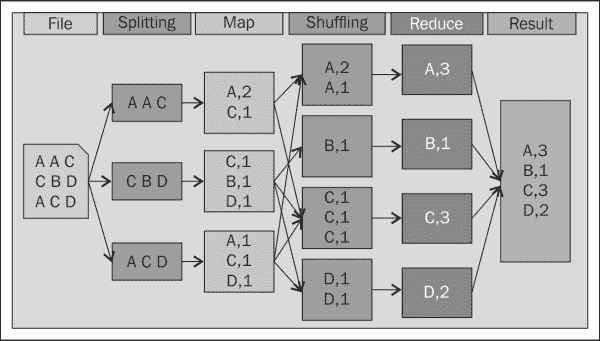 File
Splitting
Map
Shuffling
Reduce
Result
A A C
C B D
A C D
A A C
C B D
A C D
A,2
C,1
C,1
B,1
D,1
A,1
C,1
D,1
A,2
A,1
B,1
C,1
C,1
C,1
D,1
D,1
A,3
B,1
C,3
D,2
A,3
B,1
C,3
D,2